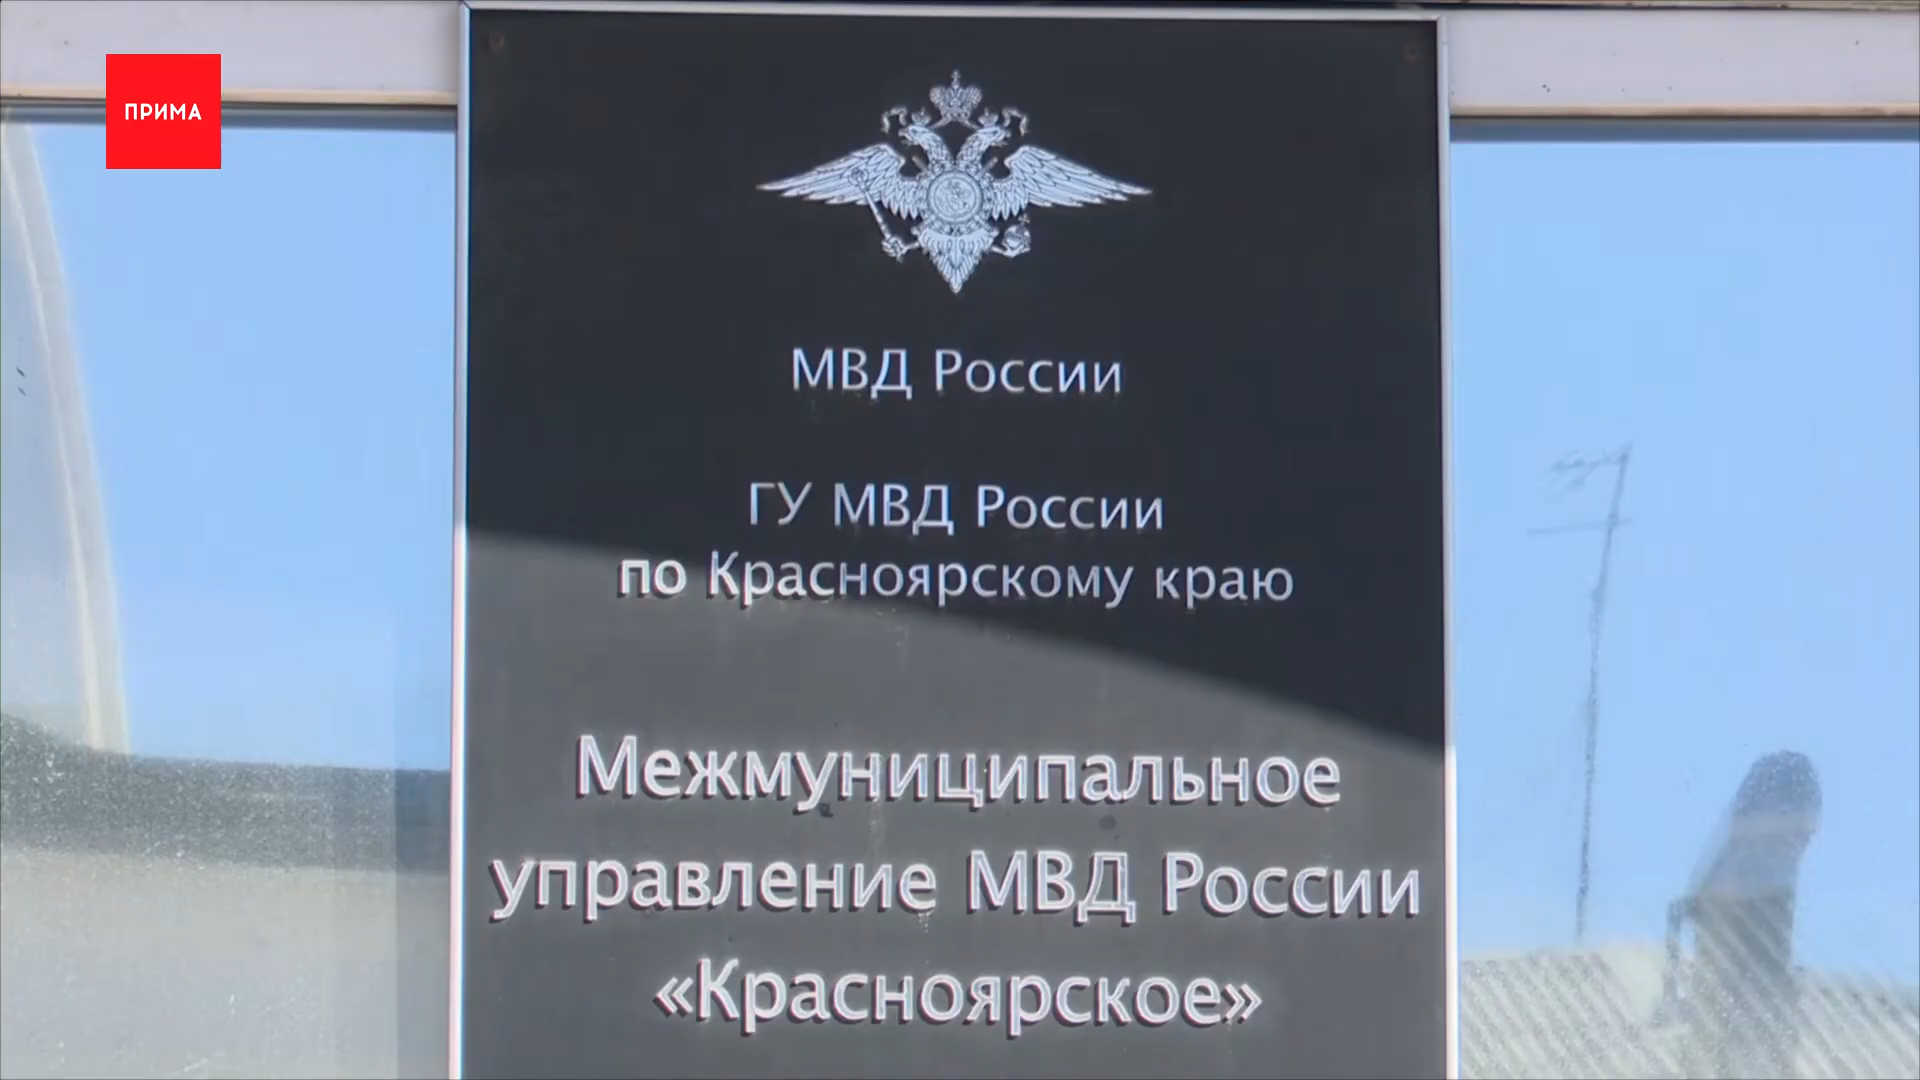 ПРИМА
МВД России
ГУ МВД России
по Красноярскому краю
Межмуниципальное
управление МВД России
«Красноярское»